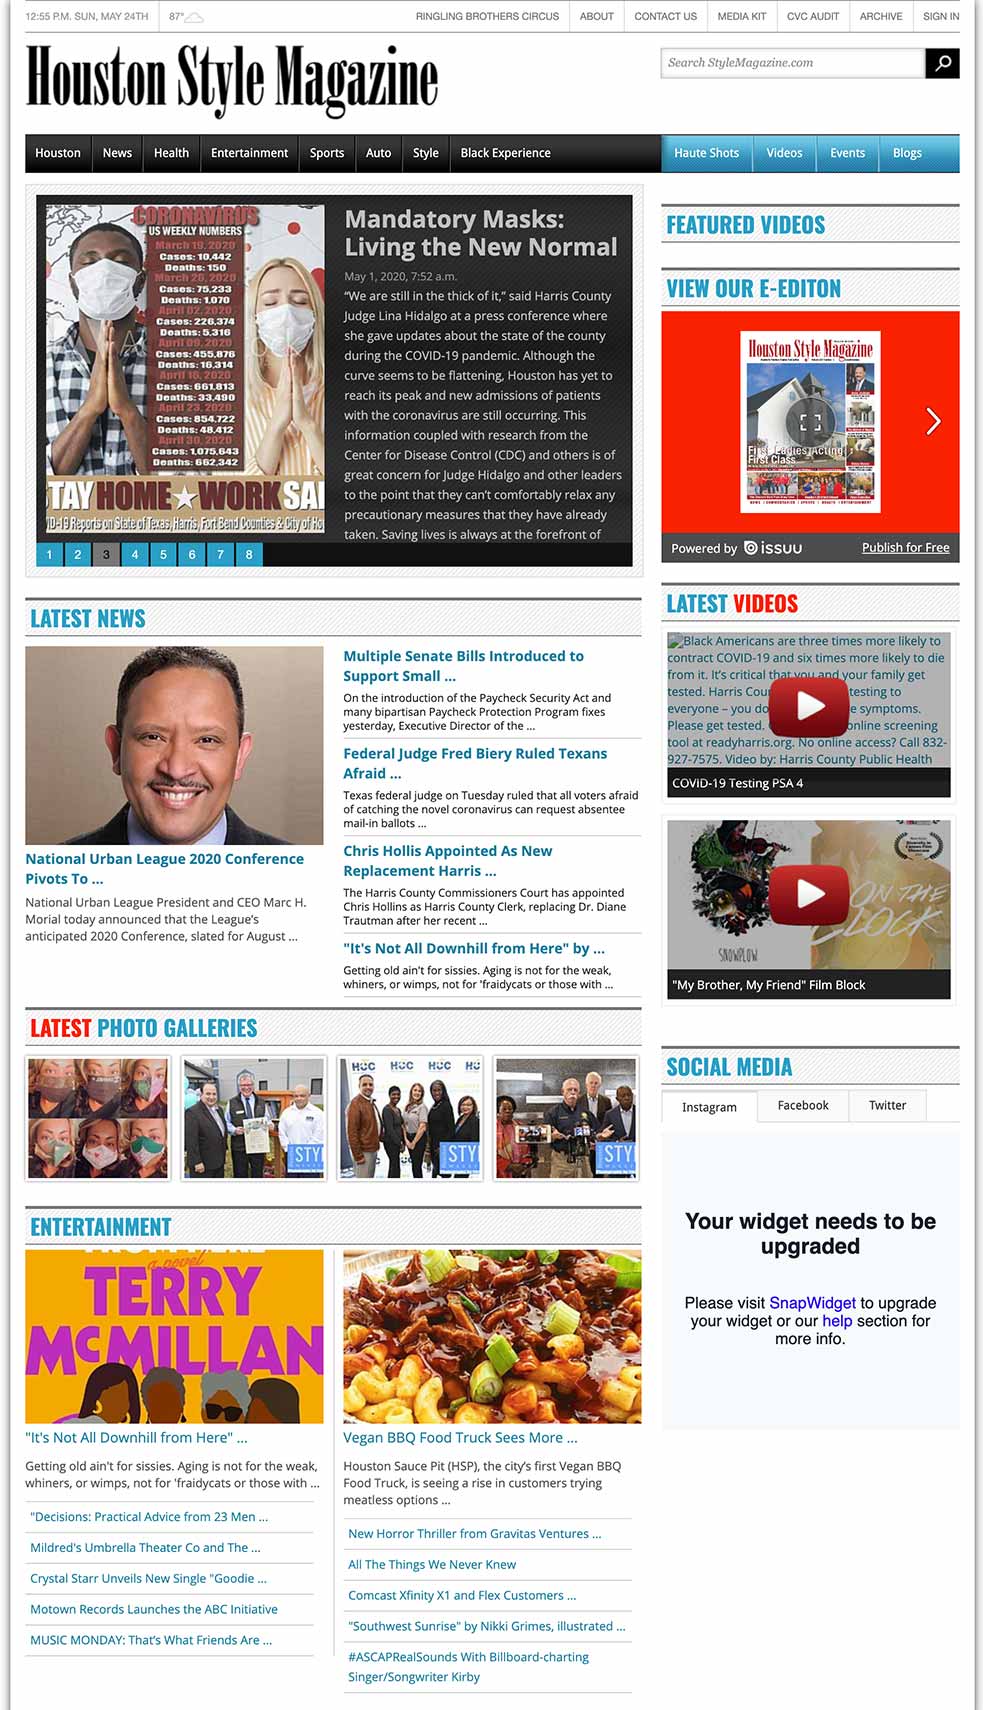 12:55 P.M. SUN, MAY 24TH
87°
RINGLING BROTHERS CIRCUS
ABOUT
CONTACT US
MEDIA KIT
CVC AUDIT
ARCHIVE
SIGN IN
Houston Style Magazine
Search StyleMagazine.com
Houston
News
Health
Entertainment
Sports
Auto
Style
Black Experience
Haute Shots
Videos
Events
Blogs
CORONAVIRUS
US WEEKLY NUMBERS
March 19, 2020
Cases: 10,442
Deaths: 150
March 26, 2020
Cases: 75,233
Deaths: 1,070
April 02, 2020
Cases: 226,374
Deaths: 5,316
April 09, 2020
Cases: 455,876
Deaths: 16,314
April 16, 2020
Cases: 661,813
Deaths: 33,490
April 23, 2020
Cases: 854,722
Deaths: 48,412
April 30, 2020
Cases: 1,075,643
Deaths: 662,342
TAY HOME ★ WORK SA
ID-19 Reports on State of Texas, Harris, Fort Bend Counties & City of Ho
Mandatory Masks:
Living the New Normal
May 1, 2020, 7:52 a.m.
“We are still in the thick of it,” said Harris County
Judge Lina Hidalgo at a press conference where
she gave updates about the state of the county
during the COVID-19 pandemic. Although the
curve seems to be flattening, Houston has yet to
reach its peak and new admissions of patients
with the coronavirus are still occurring. This
information coupled with research from the
Center for Disease Control (CDC) and others is of
great concern for Judge Hidalgo and other leaders
to the point that they can’t comfortably relax any
precautionary measures that they have already
taken. Saving lives is always at the forefront of
1
2
3
4
5
6
7
8
FEATURED VIDEOS
VIEW OUR E-EDITON
Houston Style Magazine
First Ladies Acting
First Class
Powered by issuu
Publish for Free
LATEST NEWS
National Urban League 2020 Conference
Pivots To ...
National Urban League President and CEO Marc H.
Morial today announced that the League’s
anticipated 2020 Conference, slated for August ...
Multiple Senate Bills Introduced to
Support Small ...
On the introduction of the Paycheck Security Act and
many bipartisan Paycheck Protection Program fixes
yesterday, Executive Director of the ...
Federal Judge Fred Biery Ruled Texans
Afraid ...
Texas federal judge on Tuesday ruled that all voters afraid
of catching the novel coronavirus can request absentee
mail-in ballots ...
Chris Hollis Appointed As New
Replacement Harris ...
The Harris County Commissioners Court has appointed
Chris Hollins as Harris County Clerk, replacing Dr. Diane
Trautman after her recent ...
"It's Not All Downhill from Here" by ...
Getting old ain't for sissies. Aging is not for the weak,
whiners, or wimps, not for 'fraidycats or those with ...
LATEST VIDEOS
Black Americans are three times more likely to
contract COVID-19 and six times more likely to die
from it. It’s critical that you and your family get
tested. Harris Cou testing to
everyone – you do e symptoms.
Please get tested. online screening
tool at readyharris.org. No online access? Call 832-
927-7575. Video by: Harris County Public Health
COVID-19 Testing PSA 4
ON THE
CLOCK
SNOWPLOW
"My Brother, My Friend" Film Block
LATEST PHOTO GALLERIES
HCC HCC HCC
STY
STYL
STYL
SOCIAL MEDIA
Instagram
Facebook
Twitter
Your widget needs to be
upgraded
Please visit SnapWidget to upgrade
your widget or our help section for
more info.
ENTERTAINMENT
a novel
TERRY
MCMILLAN
"It's Not All Downhill from Here" ...
Getting old ain't for sissies. Aging is not for the weak,
whiners, or wimps, not for 'fraidycats or those with ...
"Decisions: Practical Advice from 23 Men ...
Mildred's Umbrella Theater Co and The ...
Crystal Starr Unveils New Single "Goodie ...
Motown Records Launches the ABC Initiative
MUSIC MONDAY: That’s What Friends Are ...
Vegan BBQ Food Truck Sees More ...
Houston Sauce Pit (HSP), the city’s first Vegan BBQ
Food Truck, is seeing a rise in customers trying
meatless options ...
New Horror Thriller from Gravitas Ventures ...
All The Things We Never Knew
Comcast Xfinity X1 and Flex Customers ...
"Southwest Sunrise" by Nikki Grimes, illustrated ...
#ASCAPRealSounds With Billboard-charting
Singer/Songwriter Kirby